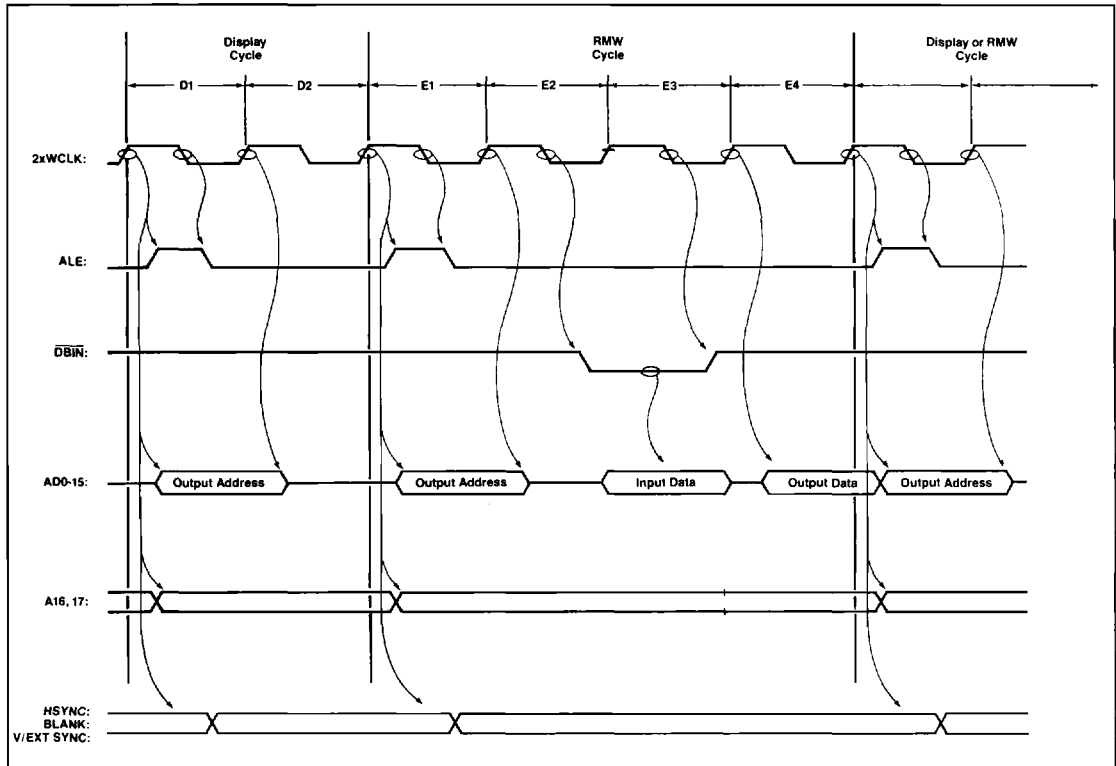 Display
Cycle
RMW
Cycle
Display or RMW
Cycle
D1 D2 E1 E2 E3 E4
2xWCLK:
ALE:
DBIN:
AD0-15: Output Address Output Address Input Data Output Data Output Address
A16, 17:
HSYNC:
BLANK:
V/EXT SYNC: